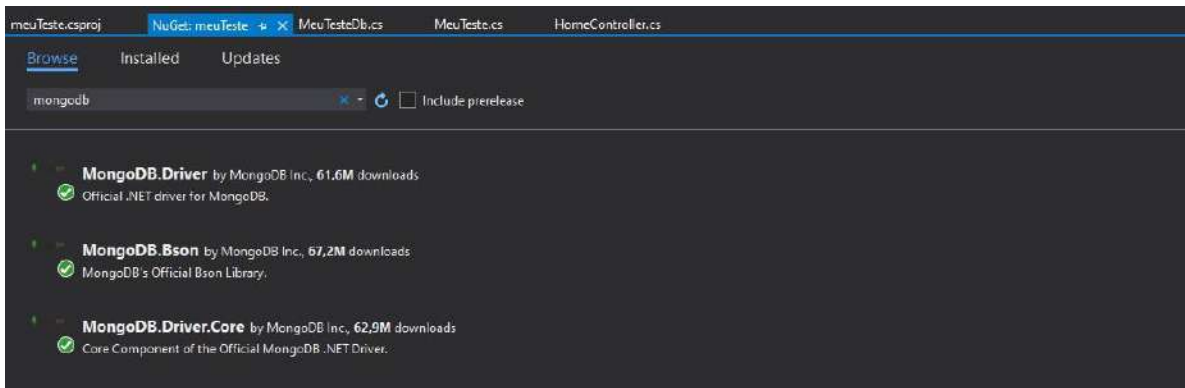 meuTeste.csproj NuGet: meuTeste MeuTesteDb.cs MeuTeste.cs HomeController.cs
Browse Installed Updates
mongodb Include prerelease
MongoDB.Driver by MongoDB Inc., 61,6M downloads
Official .NET driver for MongoDB.
MongoDB.Bson by MongoDB Inc., 67,2M downloads
MongoDB's Official Bson Library.
MongoDB.Driver.Core by MongoDB Inc., 62,9M downloads
Core Component of the Official MongoDB .NET Driver.